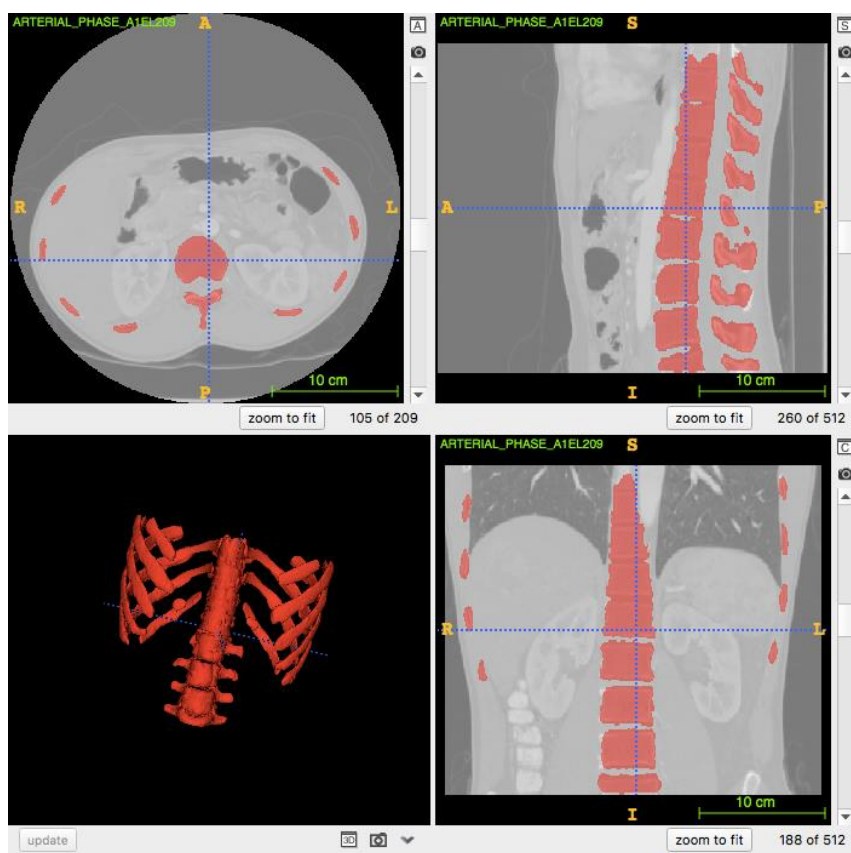 ARTERIAL_PHASE_A1EL209
A
A
R
L
P
10 cm
zoom to fit
105 of 209
ARTERIAL_PHASE_A1EL209
S
S
A
P
I
10 cm
zoom to fit
260 of 512
update
3D
ARTERIAL_PHASE_A1EL209
S
C
R
L
I
10 cm
zoom to fit
188 of 512